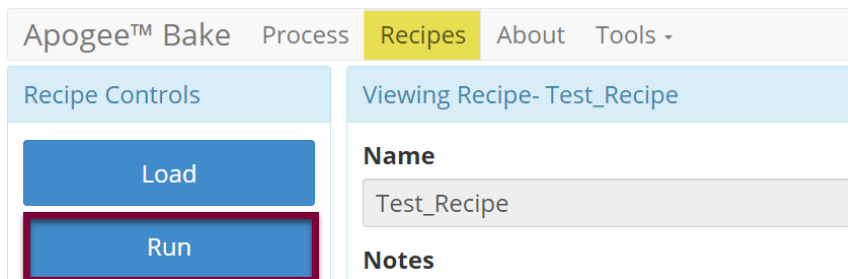 Apogee™ Bake Process Recipes About Tools
Recipe Controls
Load
Run
Viewing Recipe- Test_Recipe
Name
Test_Recipe
Notes